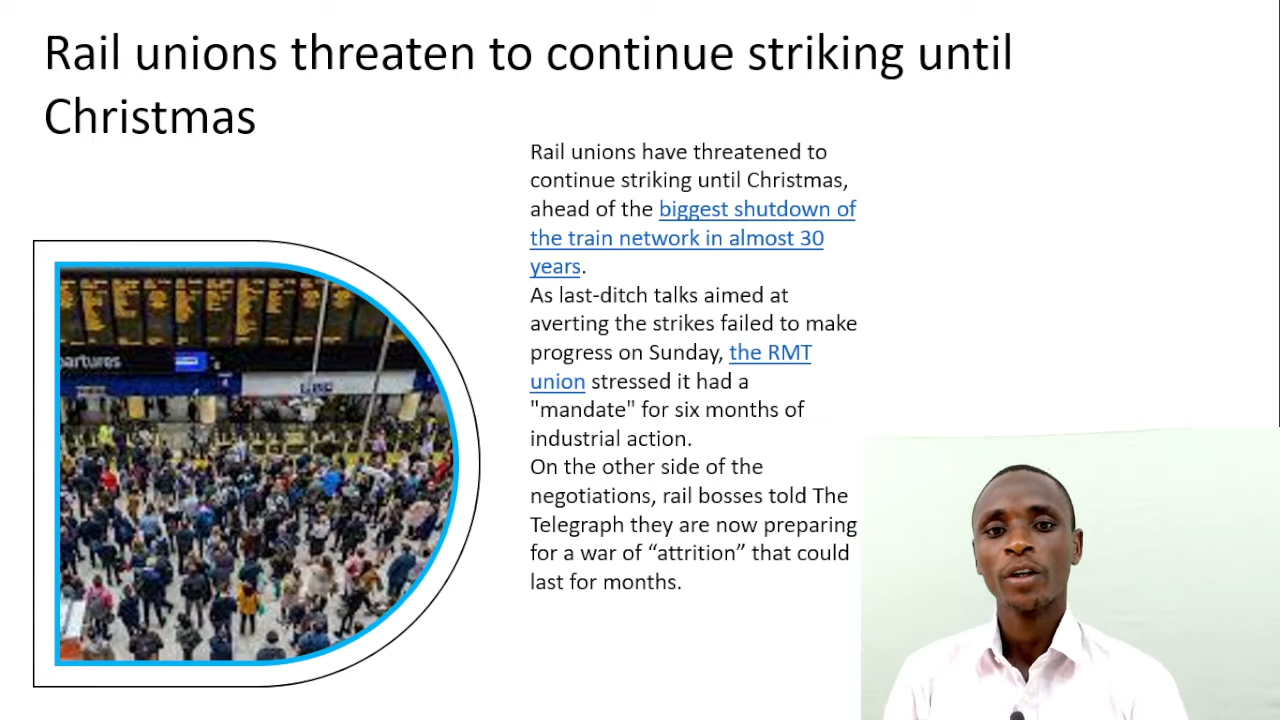 Rail unions threaten to continue striking until
Christmas
Rail unions have threatened to
continue striking until Christmas,
ahead of the biggest shutdown of
the train network in almost 30
years.
As last-ditch talks aimed at
averting the strikes failed to make
progress on Sunday, the RMT
union stressed it had a
"mandate" for six months of
industrial action.
On the other side of the
negotiations, rail bosses told The
Telegraph they are now preparing
for a war of “attrition” that could
last for months.
partures